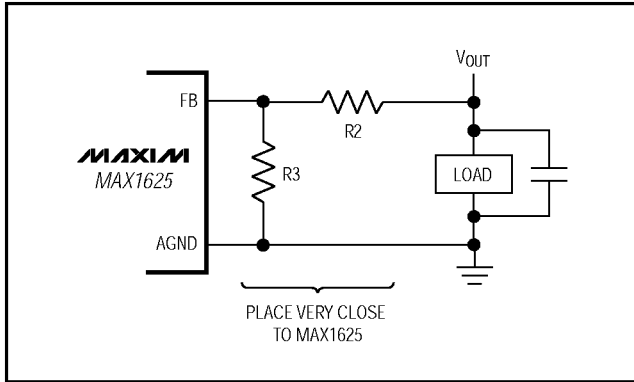 VOUT
FB
R2
MAXIM
MAX1625
R3
LOAD
AGND
PLACE VERY CLOSE
TO MAX1625